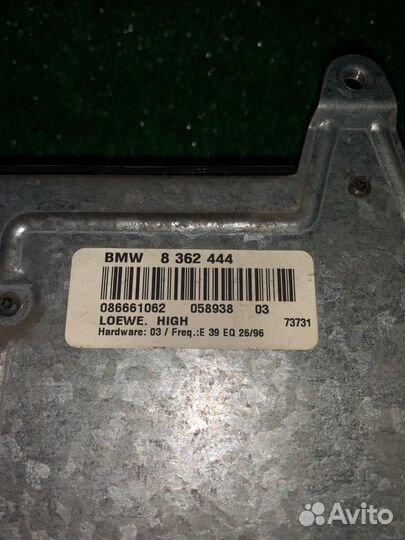 BMW 8 362 444
086661062 058938 03
LOEWE. HIGH 73731
Hardware: 03 / Freq.:E 39 EQ 26/96
Avito